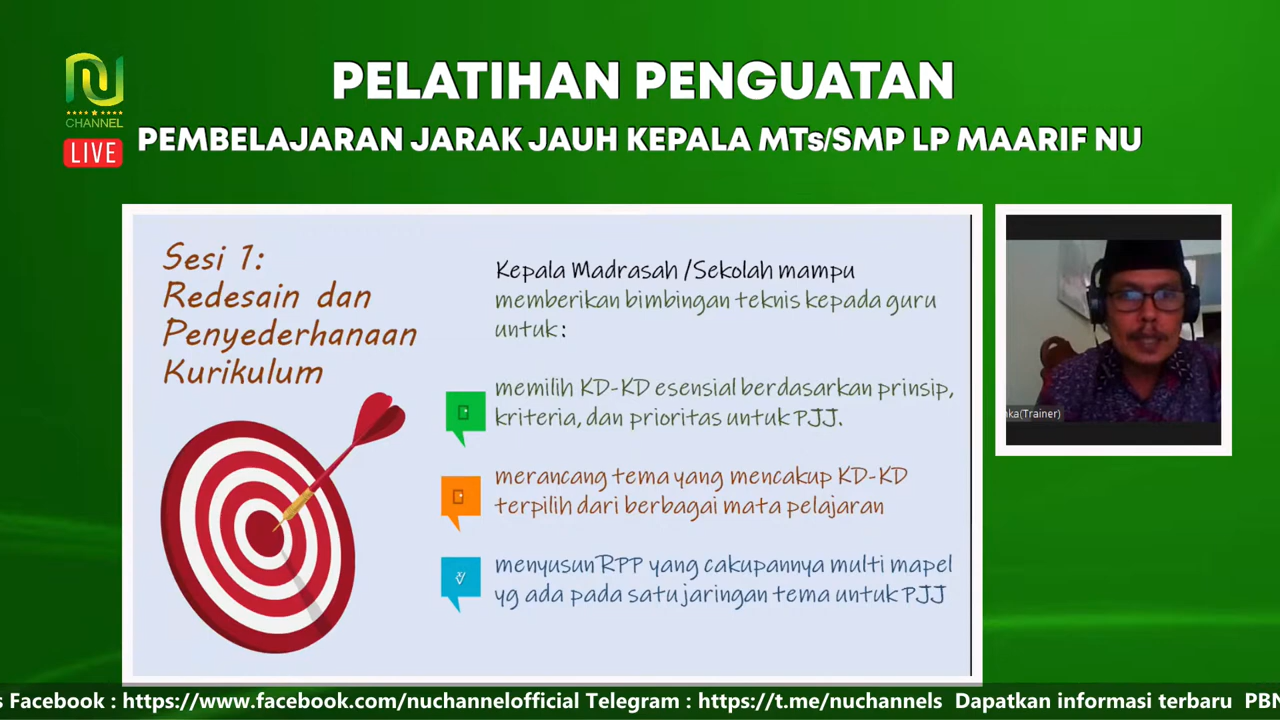 CHANNEL
LIVE
PELATIHAN PENGUATAN
PEMBELAJARAN JARAK JAUH KEPALA MTs/SMP LP MAARIF NU
Sesi 1:
Redesain dan
Penyederhanaan
Kurikulum
Kepala Madrasah /Sekolah mampu
memberikan bimbingan teknis kepada guru
untuk :
memilih KD-KD esensial berdasarkan prinsip,
kriteria, dan prioritas untuk PJJ.
merancang tema yang mencakup KD-KD
terpilih dari berbagai mata pelajaran
menyusun RPP yang cakupannya multi mapel
yg ada pada satu jaringan tema untuk PJJ
nka(Trainer)
s Facebook : https://www.facebook.com/nuchannelofficial Telegram : https://t.me/nuchannels Dapatkan informasi terbaru PBN